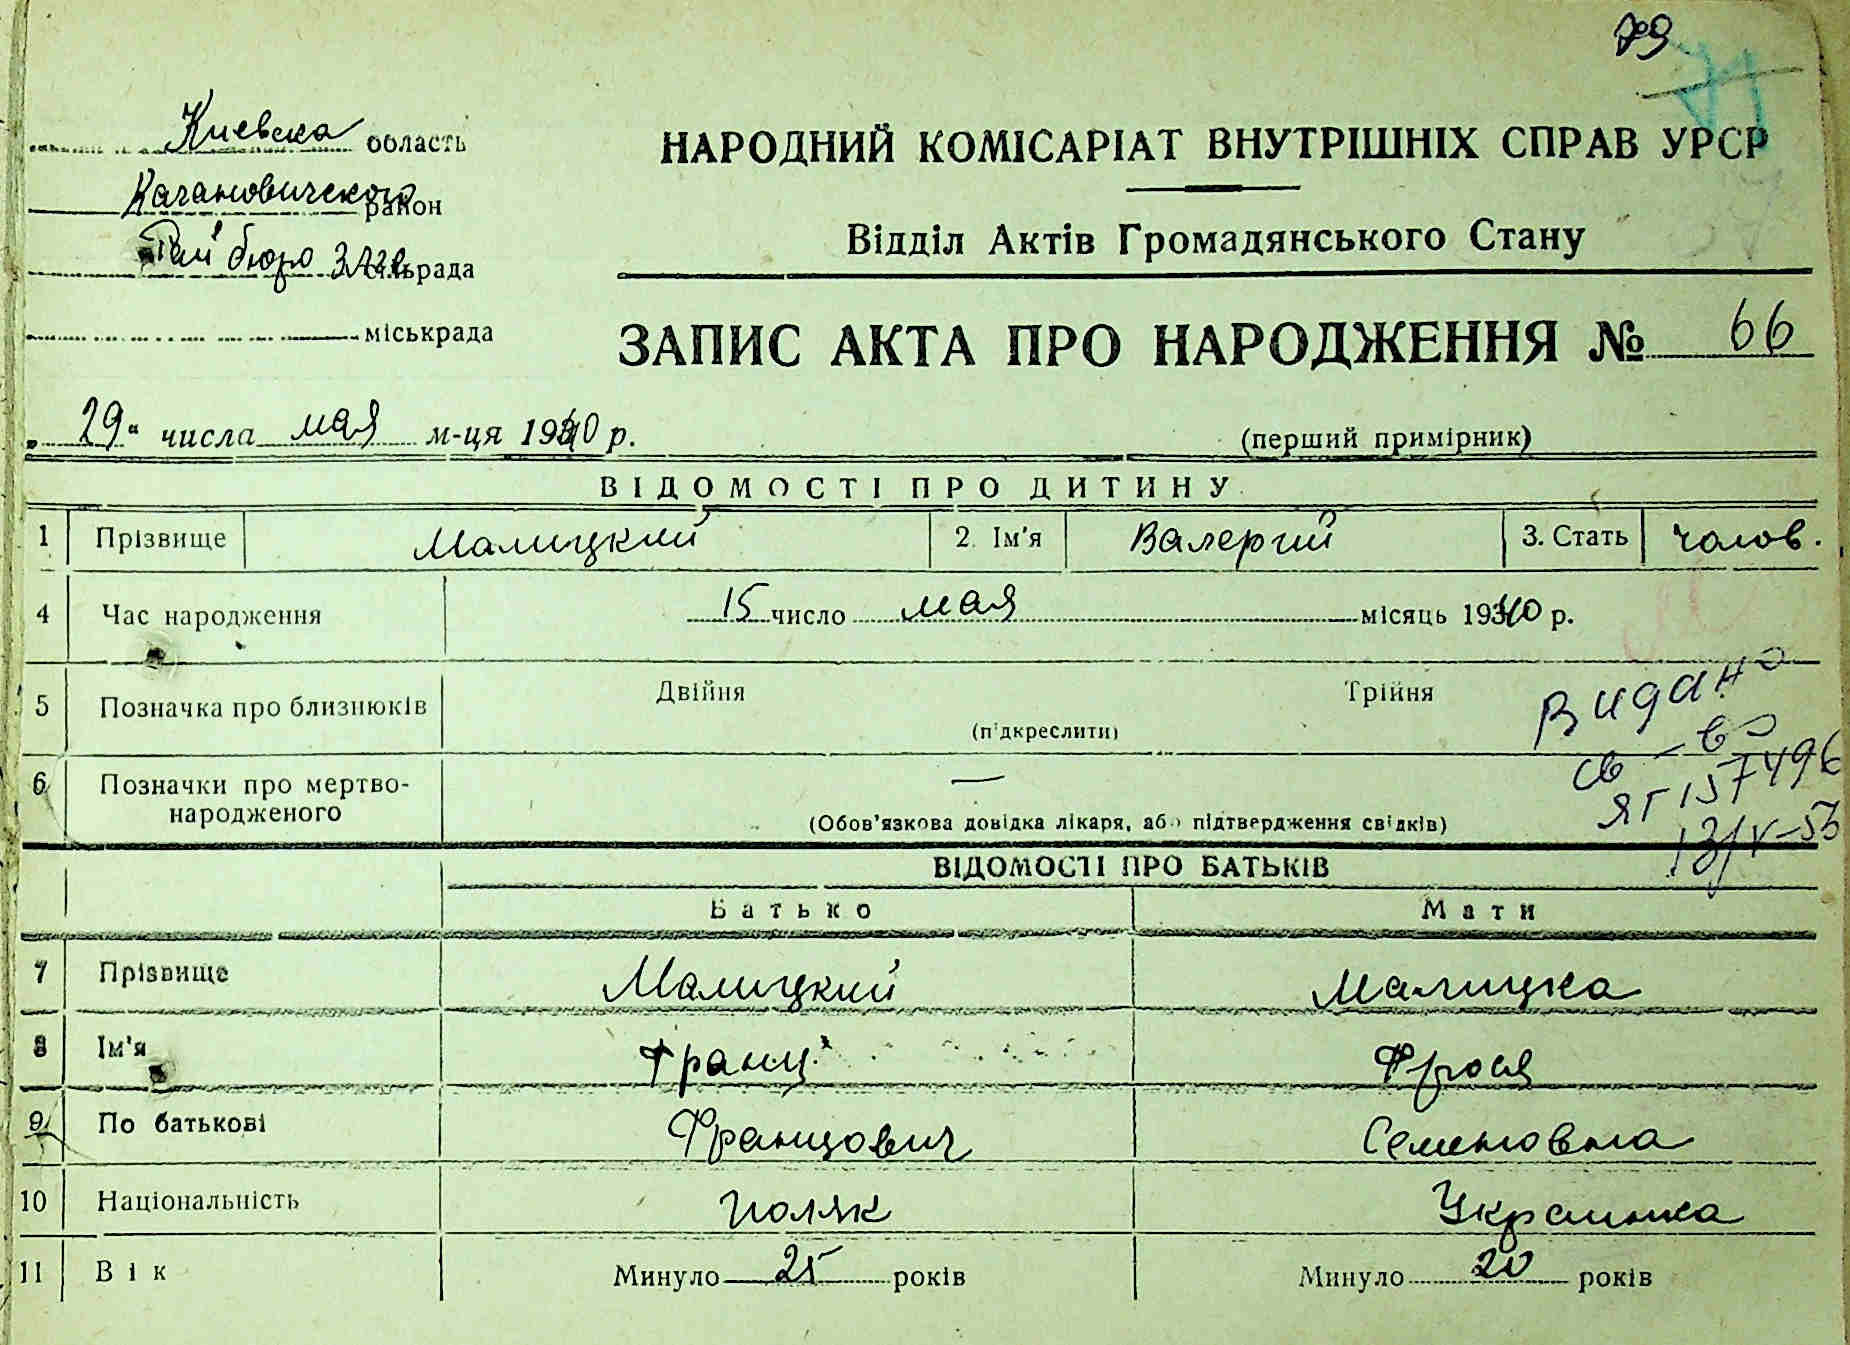 79
Киевска область
Кагановичского район
Рай бюро ЗАГС сільрада
міськрада
НАРОДНИЙ КОМІСАРІАТ ВНУТРІШНІХ СПРАВ УРСР
Відділ Актів Громадянського Стану
ЗАПИС АКТА ПРО НАРОДЖЕННЯ № 66
„29“ числа мая м-ця 1940 р.
(перший примірник)
ВІДОМОСТІ ПРО ДИТИНУ
1 Прізвище Малицкий 2. Ім'я Валергий 3. Стать чолов.
4 Час народження 15 число мая місяць 1940 р.
5 Позначка про близнюків Двійня Трійня
(підкреслити)
Видано
св-во
6 Позначки про мертво-
народженого —
(Обов'язкова довідка лікаря, або підтвердження свідків)
ЯГ 157496
13/V-53
ВІДОМОСТІ ПРО БАТЬКІВ
Батько Мати
7 Прізвище Малицкий Малицка
8 Ім'я Франц Фрося
9 По батькові Францович Семеновна
10 Національність поляк Украинка
11 Вік Минуло 25 років Минуло 20 років